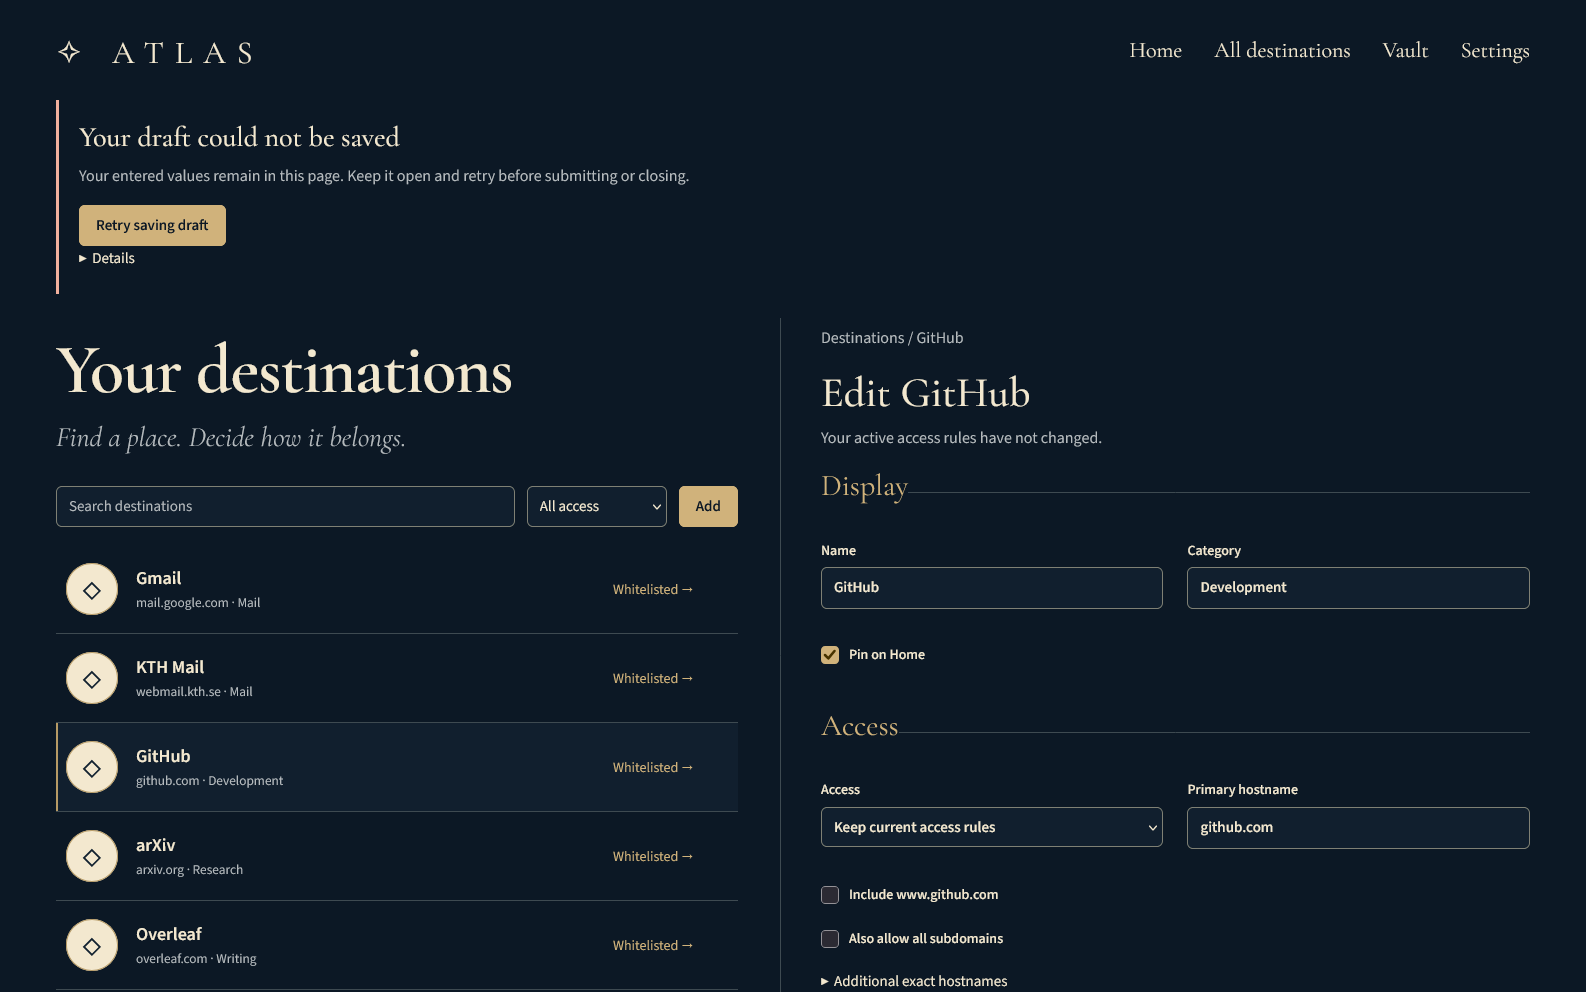 ✧ ATLAS
Home All destinations Vault Settings
Your draft could not be saved
Your entered values remain in this page. Keep it open and retry before submitting or closing.
Retry saving draft
▸ Details
Your destinations
Find a place. Decide how it belongs.
Search destinations
All access
Add
Gmail
mail.google.com · Mail
Whitelisted →
KTH Mail
webmail.kth.se · Mail
Whitelisted →
GitHub
github.com · Development
Whitelisted →
arXiv
arxiv.org · Research
Whitelisted →
Overleaf
overleaf.com · Writing
Whitelisted →
Destinations / GitHub
Edit GitHub
Your active access rules have not changed.
Display
Name
GitHub
Category
Development
Pin on Home
Access
Access
Keep current access rules
Primary hostname
github.com
Include www.github.com
Also allow all subdomains
▸ Additional exact hostnames